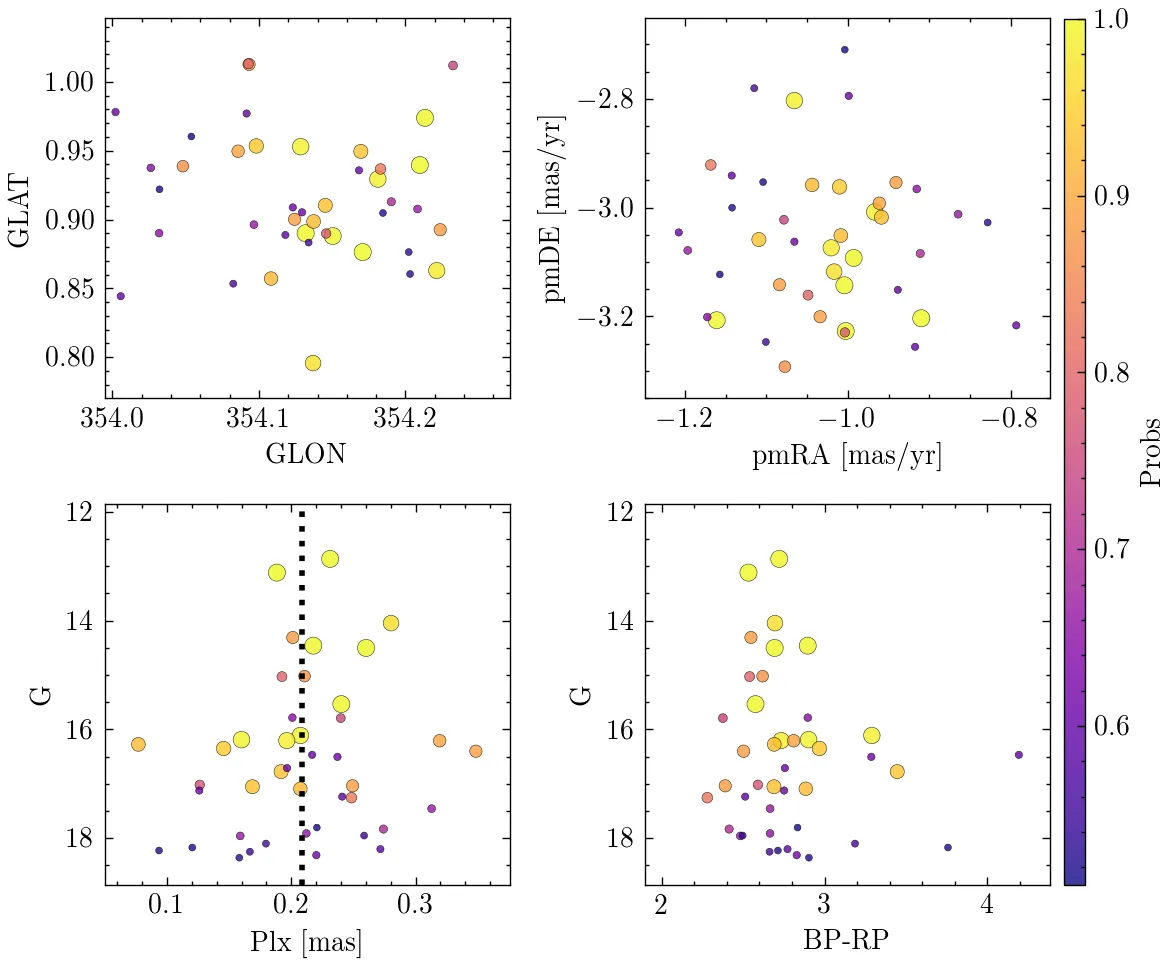 1.00
0.95
0.90
0.85
0.80
GLAT
354.0 354.1 354.2
GLON
−2.8
−3.0
−3.2
pmDE [mas/yr]
−1.2 −1.0 −0.8
pmRA [mas/yr]
12
14
16
18
G
0.1 0.2 0.3
Plx [mas]
12
14
16
18
G
2 3 4
BP-RP
1.0
0.9
0.8
0.7
0.6
Probs